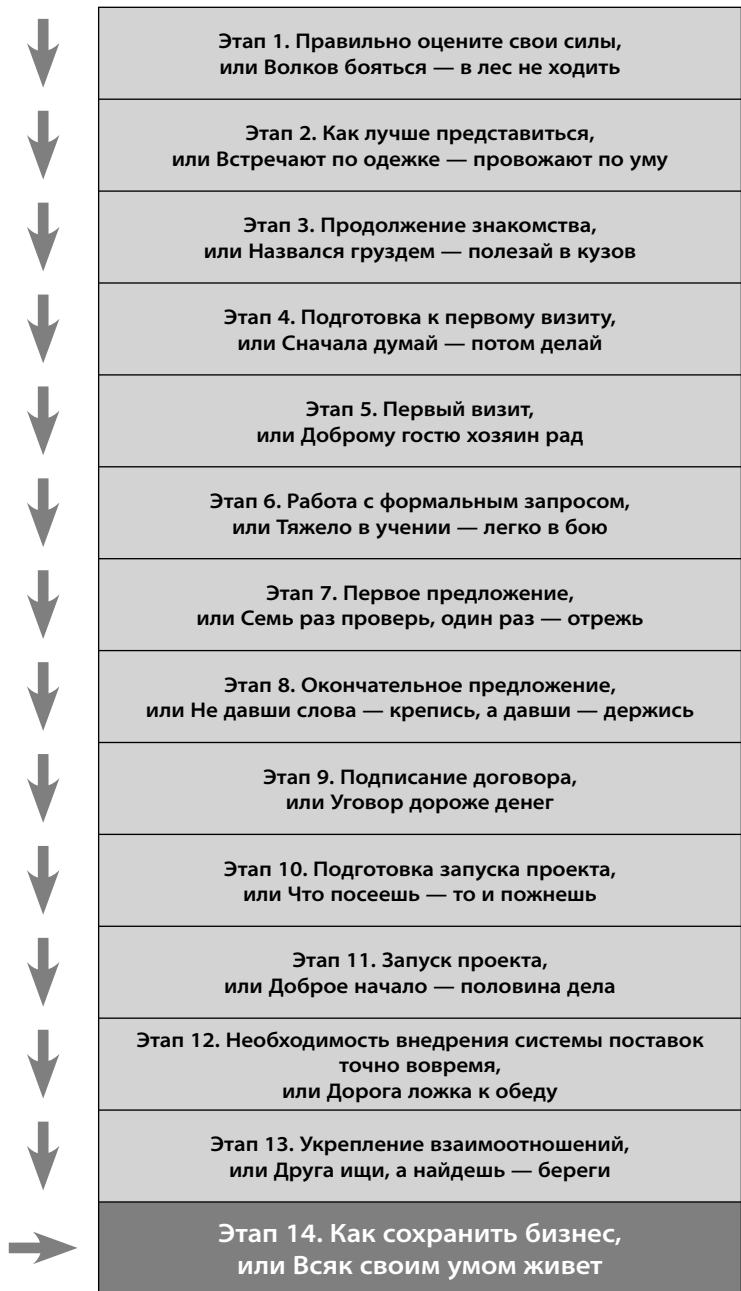 Этап 1. Правильно оцените свои силы,
или Волков бояться — в лес не ходить
Этап 2. Как лучше представиться,
или Встречают по одежке — провожают по уму
Этап 3. Продолжение знакомства,
или Назвался груздем — полезай в кузов
Этап 4. Подготовка к первому визиту,
или Сначала думай — потом делай
Этап 5. Первый визит,
или Доброму гостю хозяин рад
Этап 6. Работа с формальным запросом,
или Тяжело в учении — легко в бою
Этап 7. Первое предложение,
или Семь раз проверь, один раз — отрежь
Этап 8. Окончательное предложение,
или Не давши слова — крепись, а давши — держись
Этап 9. Подписание договора,
или Уговор дороже денег
Этап 10. Подготовка запуска проекта,
или Что посеешь — то и пожнешь
Этап 11. Запуск проекта,
или Доброе начало — половина дела
Этап 12. Необходимость внедрения системы поставок
точно вовремя,
или Дорога ложка к обеду
Этап 13. Укрепление взаимоотношений,
или Друга ищи, а найдешь — береги
Этап 14. Как сохранить бизнес,
или Всяк своим умом живет